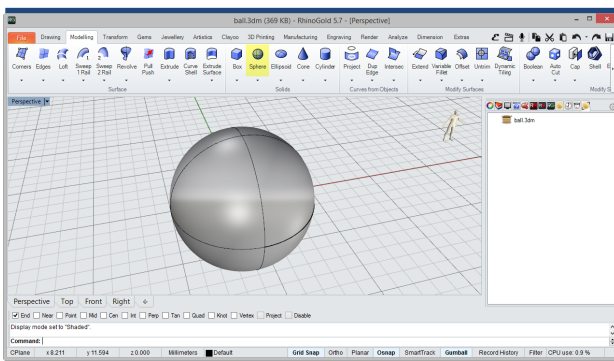 ball.3dm (369 KB) - RhinoGold 5.7 - [Perspective]
File Drawing Modelling Transform Gems Jewellery Artistics Clayoo 3D Printing Manufacturing Engraving Render Analyze Dimension Extras
Corners Edges Loft Sweep 1 Rail Sweep 2 Rails Revolve Pull Push Extrude Curve Shell Extrude Surface Box Sphere Ellipsoid Cone Cylinder Project Dup Edge Intersec Extend Variable Fillet Offset Untrim Dynamic Tiling Boolean Auto Cut Cap Shell
Surface Solids Curves from Objects Modify Surfaces Modify S
Perspective
ball.3dm
Perspective Top Front Right
End Near Point Mid Cen Int Perp Tan Quad Knot Vertex Project Disable
Display mode set to "Shaded".
Command:
CPlane x 8.211 y 11.594 z 0.000 Millimeters Default Grid Snap Ortho Planar Osnap SmartTrack Gumball Record History Filter CPU use: 0.9 %